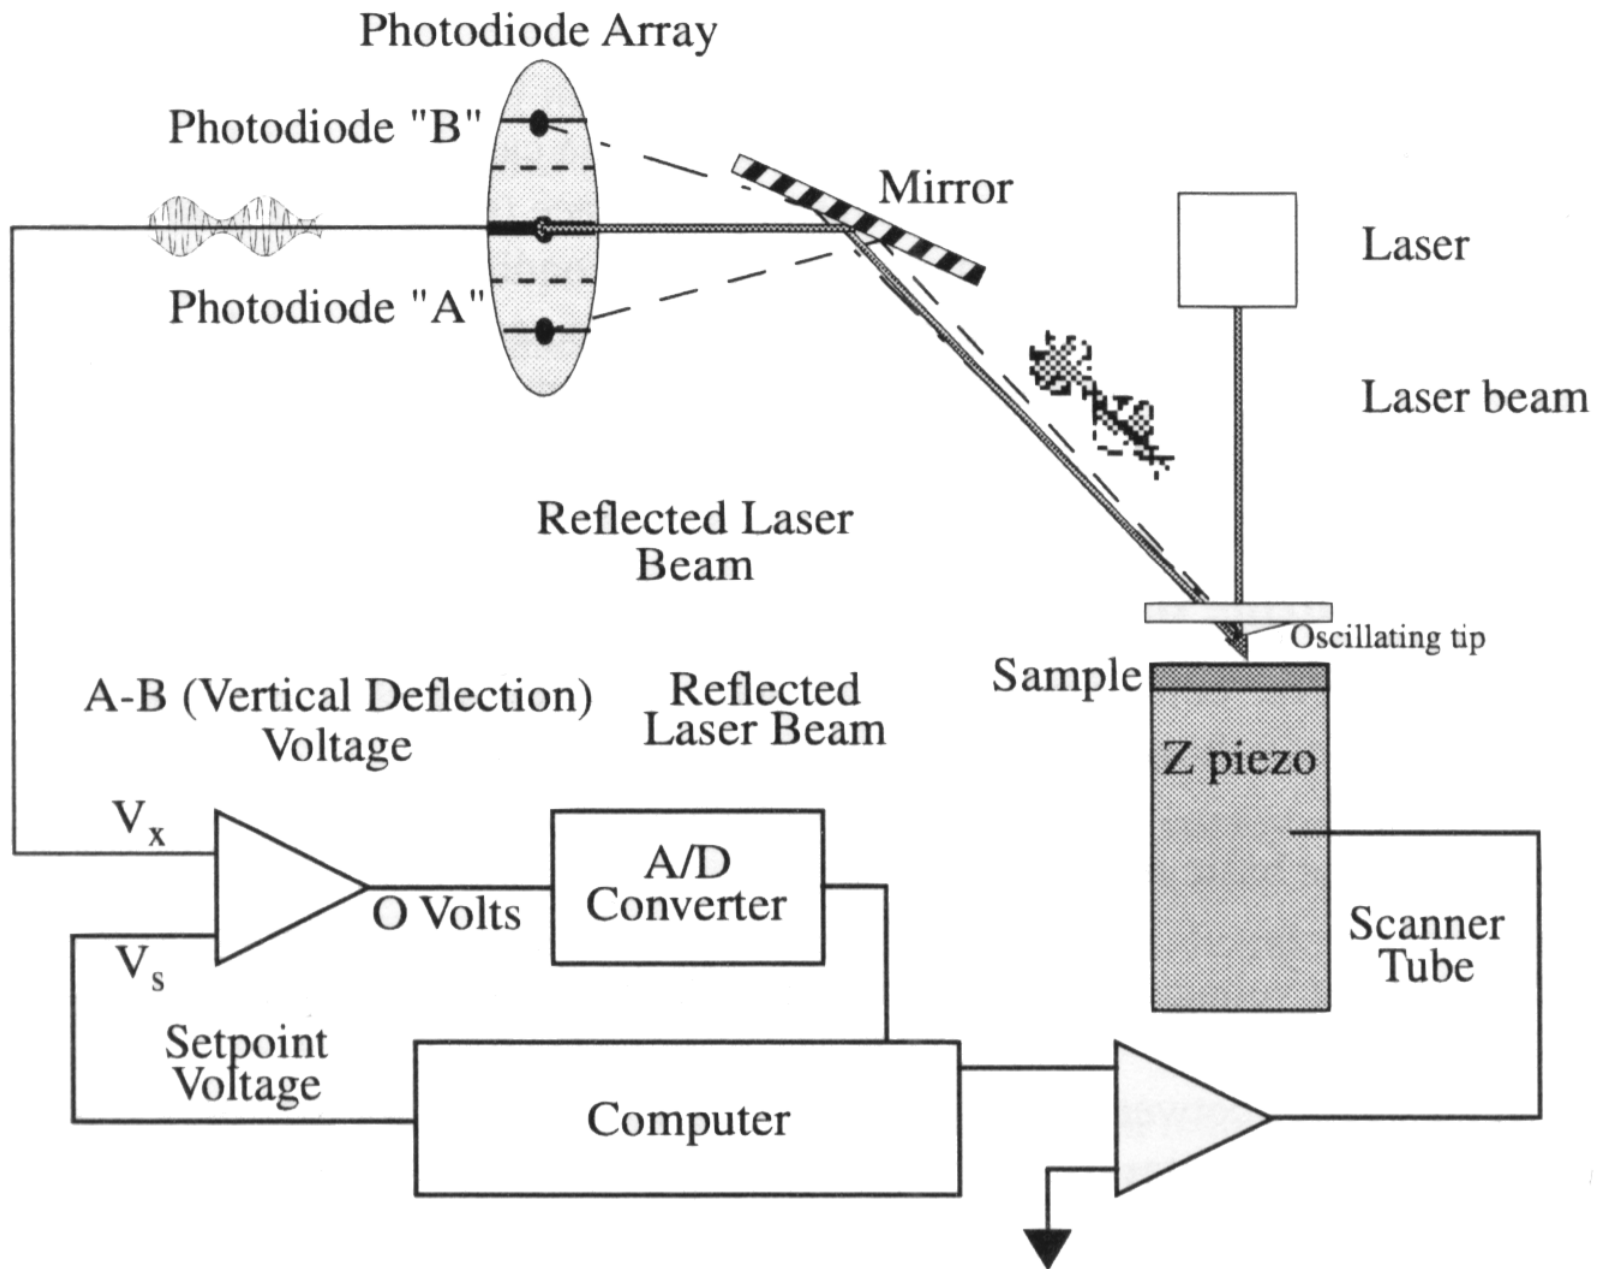 Photodiode Array
Photodiode "B"
Mirror
Laser
Photodiode "A"
Laser beam
Reflected Laser
Beam
Oscillating tip
Sample
A-B (Vertical Deflection)
Voltage
Reflected
Laser Beam
Z piezo
Vx
A/D
Converter
O Volts
Vs
Scanner
Tube
Setpoint
Voltage
Computer